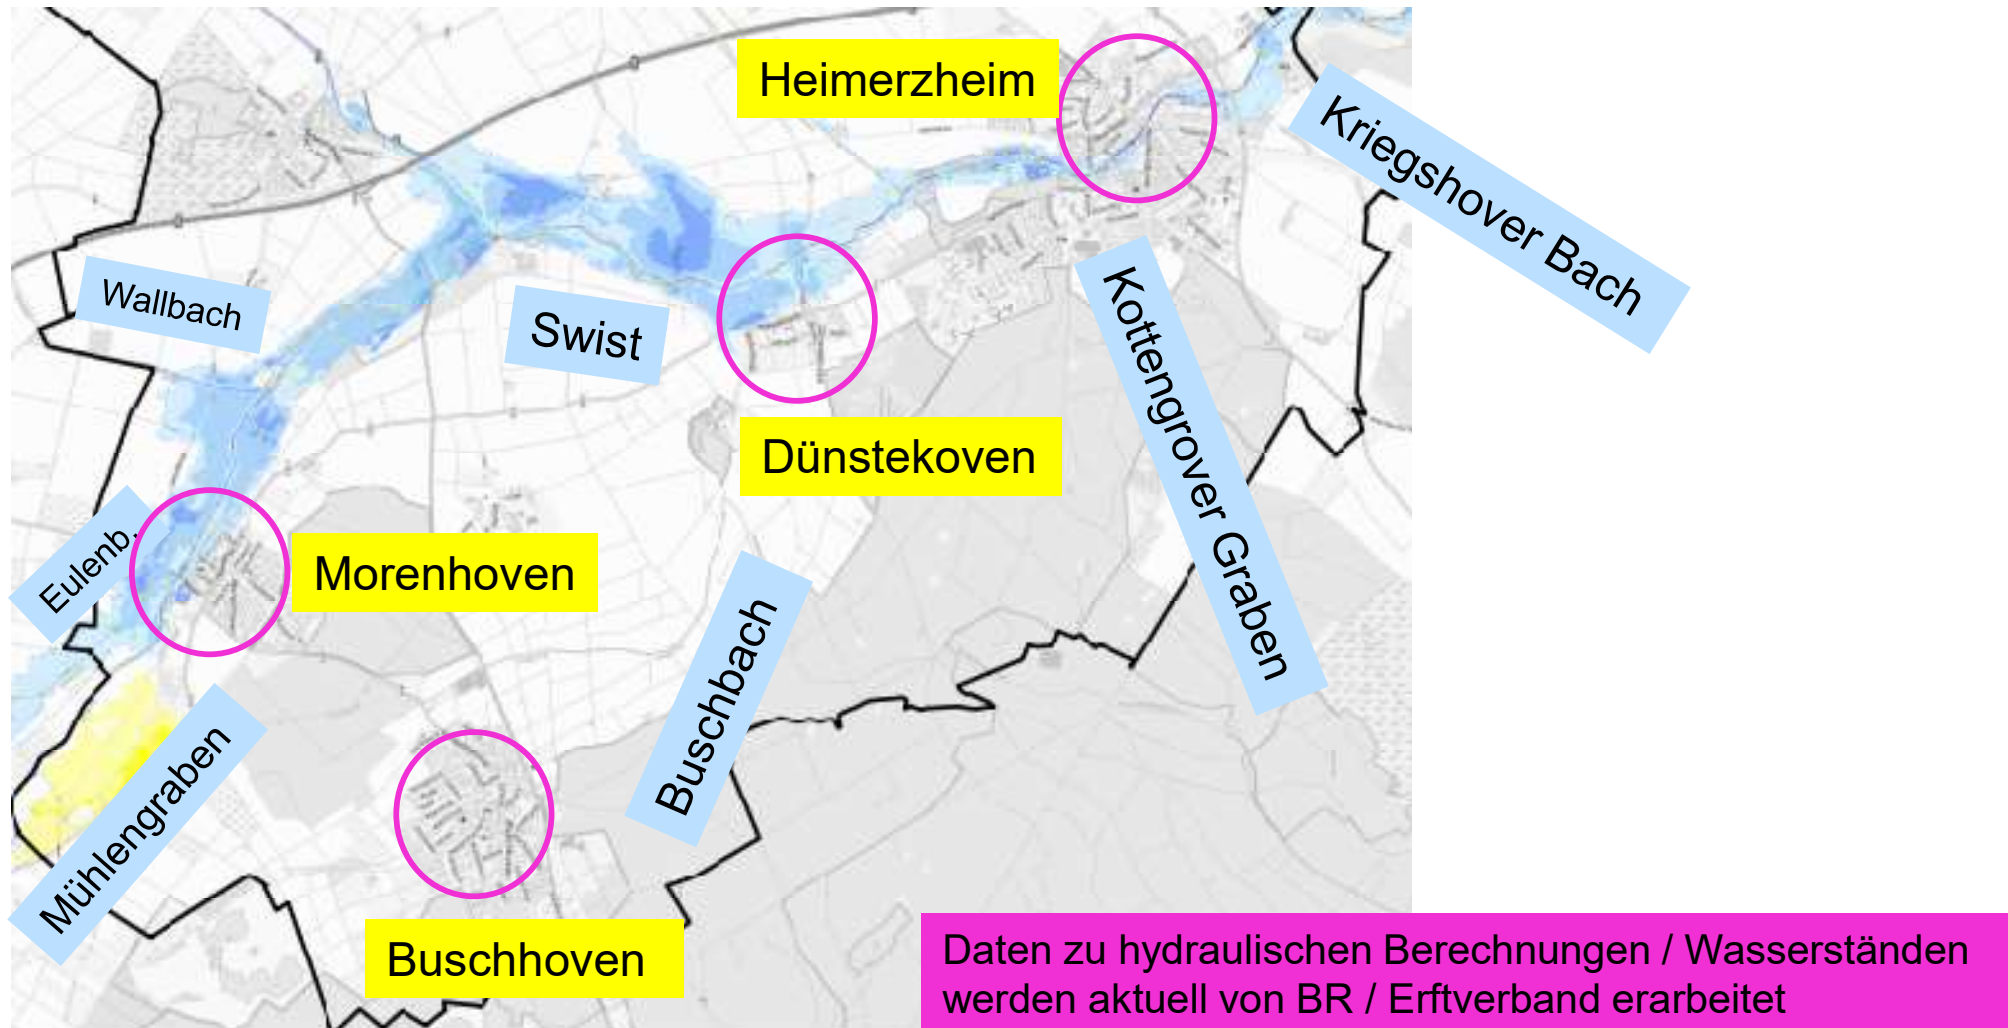 Heimerzheim
Kriegshover Bach
Wallbach
Swist
Kottengrover Graben
Dünstekoven
Eulenb.
Morenhoven
Buschbach
Mühlengraben
Buschhoven
Daten zu hydraulischen Berechnungen / Wasserständen
werden aktuell von BR / Erftverband erarbeitet